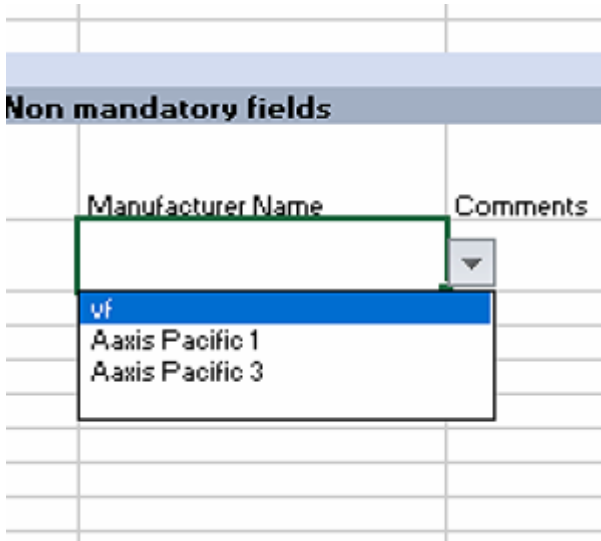 Non mandatory fields
Manufacturer Name
Comments
vf
Aaxis Pacific 1
Aaxis Pacific 3